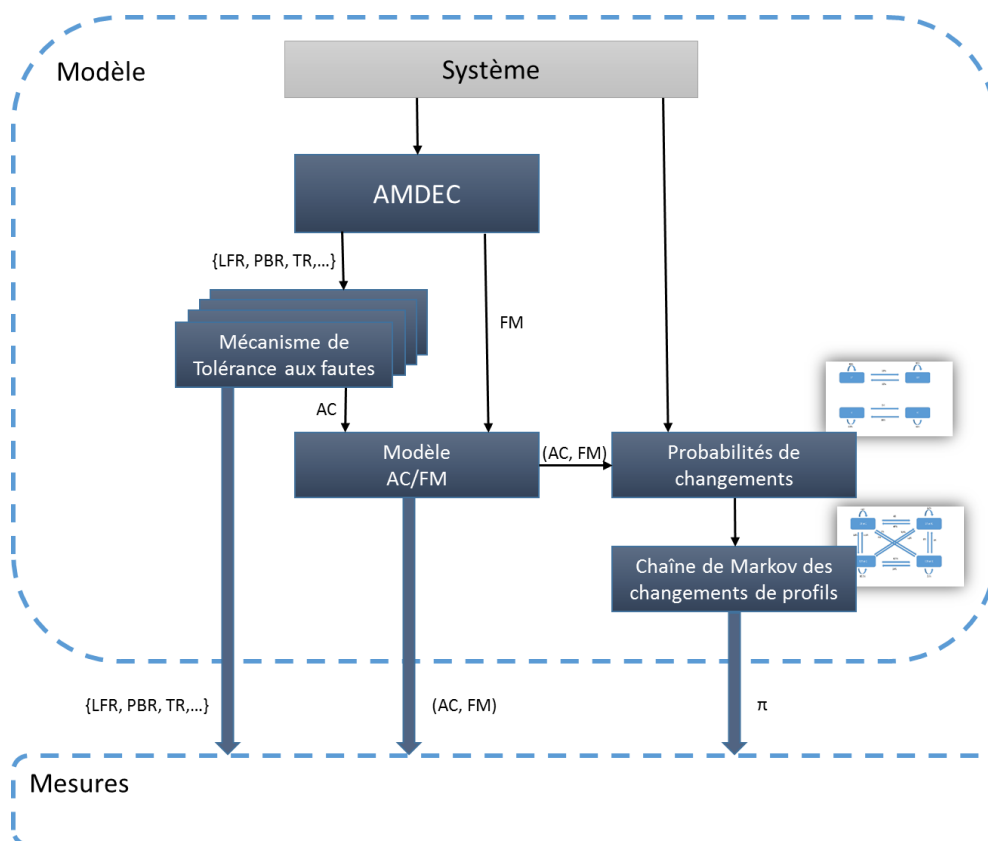 Modèle
Système
AMDEC
{LFR, PBR, TR,...}
FM
Mécanisme de
Tolérance aux fautes
AC
Modèle
AC/FM
(AC, FM)
Probabilités de
changements
Chaîne de Markov des
changements de profils
{LFR, PBR, TR,...}
(AC, FM)
π
Mesures